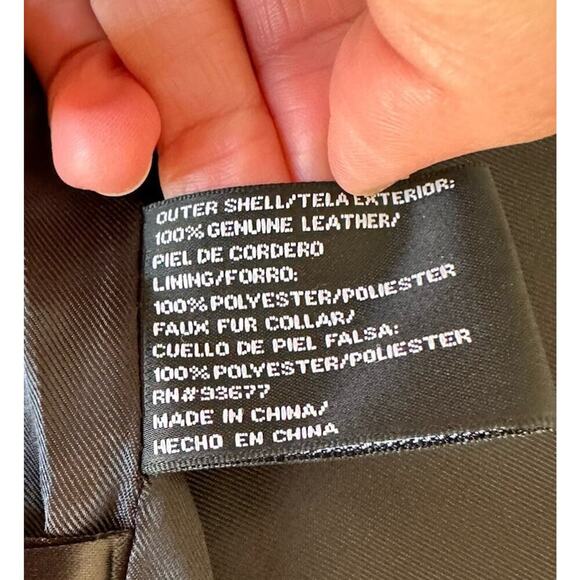 OUTER SHELL/TELA EXTERIOR:
100% GENUINE LEATHER/
PIEL DE CORDERO
LINING/FORRO:
100% POLYESTER/POLIESTER
FAUX FUR COLLAR/
CUELLO DE PIEL FALSA:
100% POLYESTER/POLIESTER
RN#93677
MADE IN CHINA/
HECHO EN CHINA